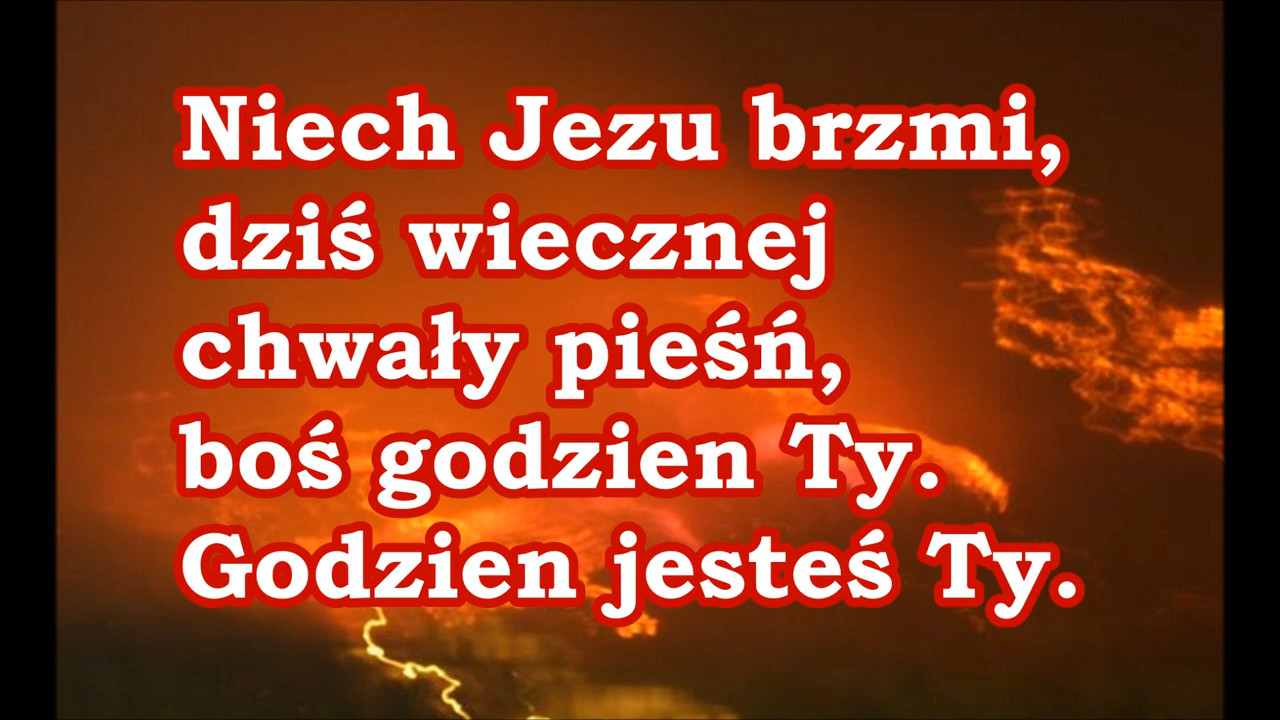 Niech Jezu brzmi,
dziś wiecznej
chwały pieśń,
boś godzien Ty.
Godzien jesteś Ty.